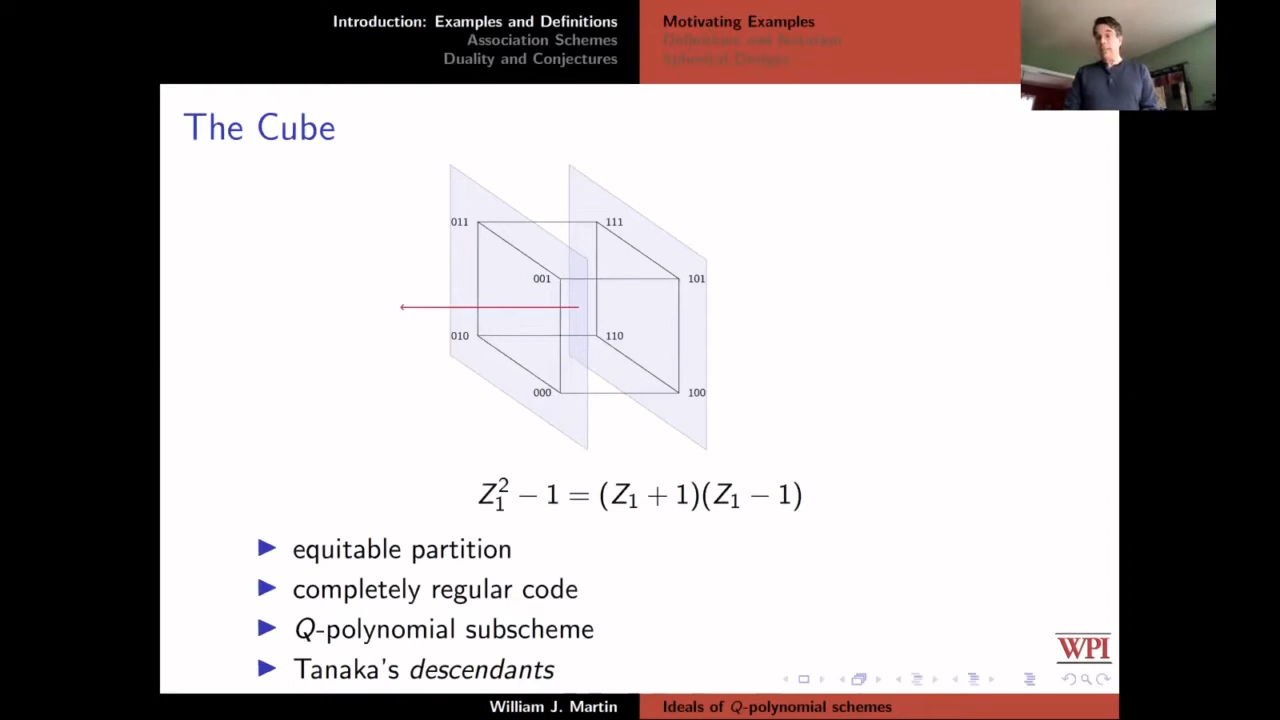 Introduction: Examples and Definitions
Association Schemes
Duality and Conjectures
Motivating Examples
Definitions and Notation
Spherical Designs
The Cube
011
111
001
101
010
110
000
100
Z₁² − 1 = (Z₁ + 1)(Z₁ − 1)
▶ equitable partition
▶ completely regular code
▶ Q-polynomial subscheme
▶ Tanaka's descendants
WPI
William J. Martin
Ideals of Q-polynomial schemes